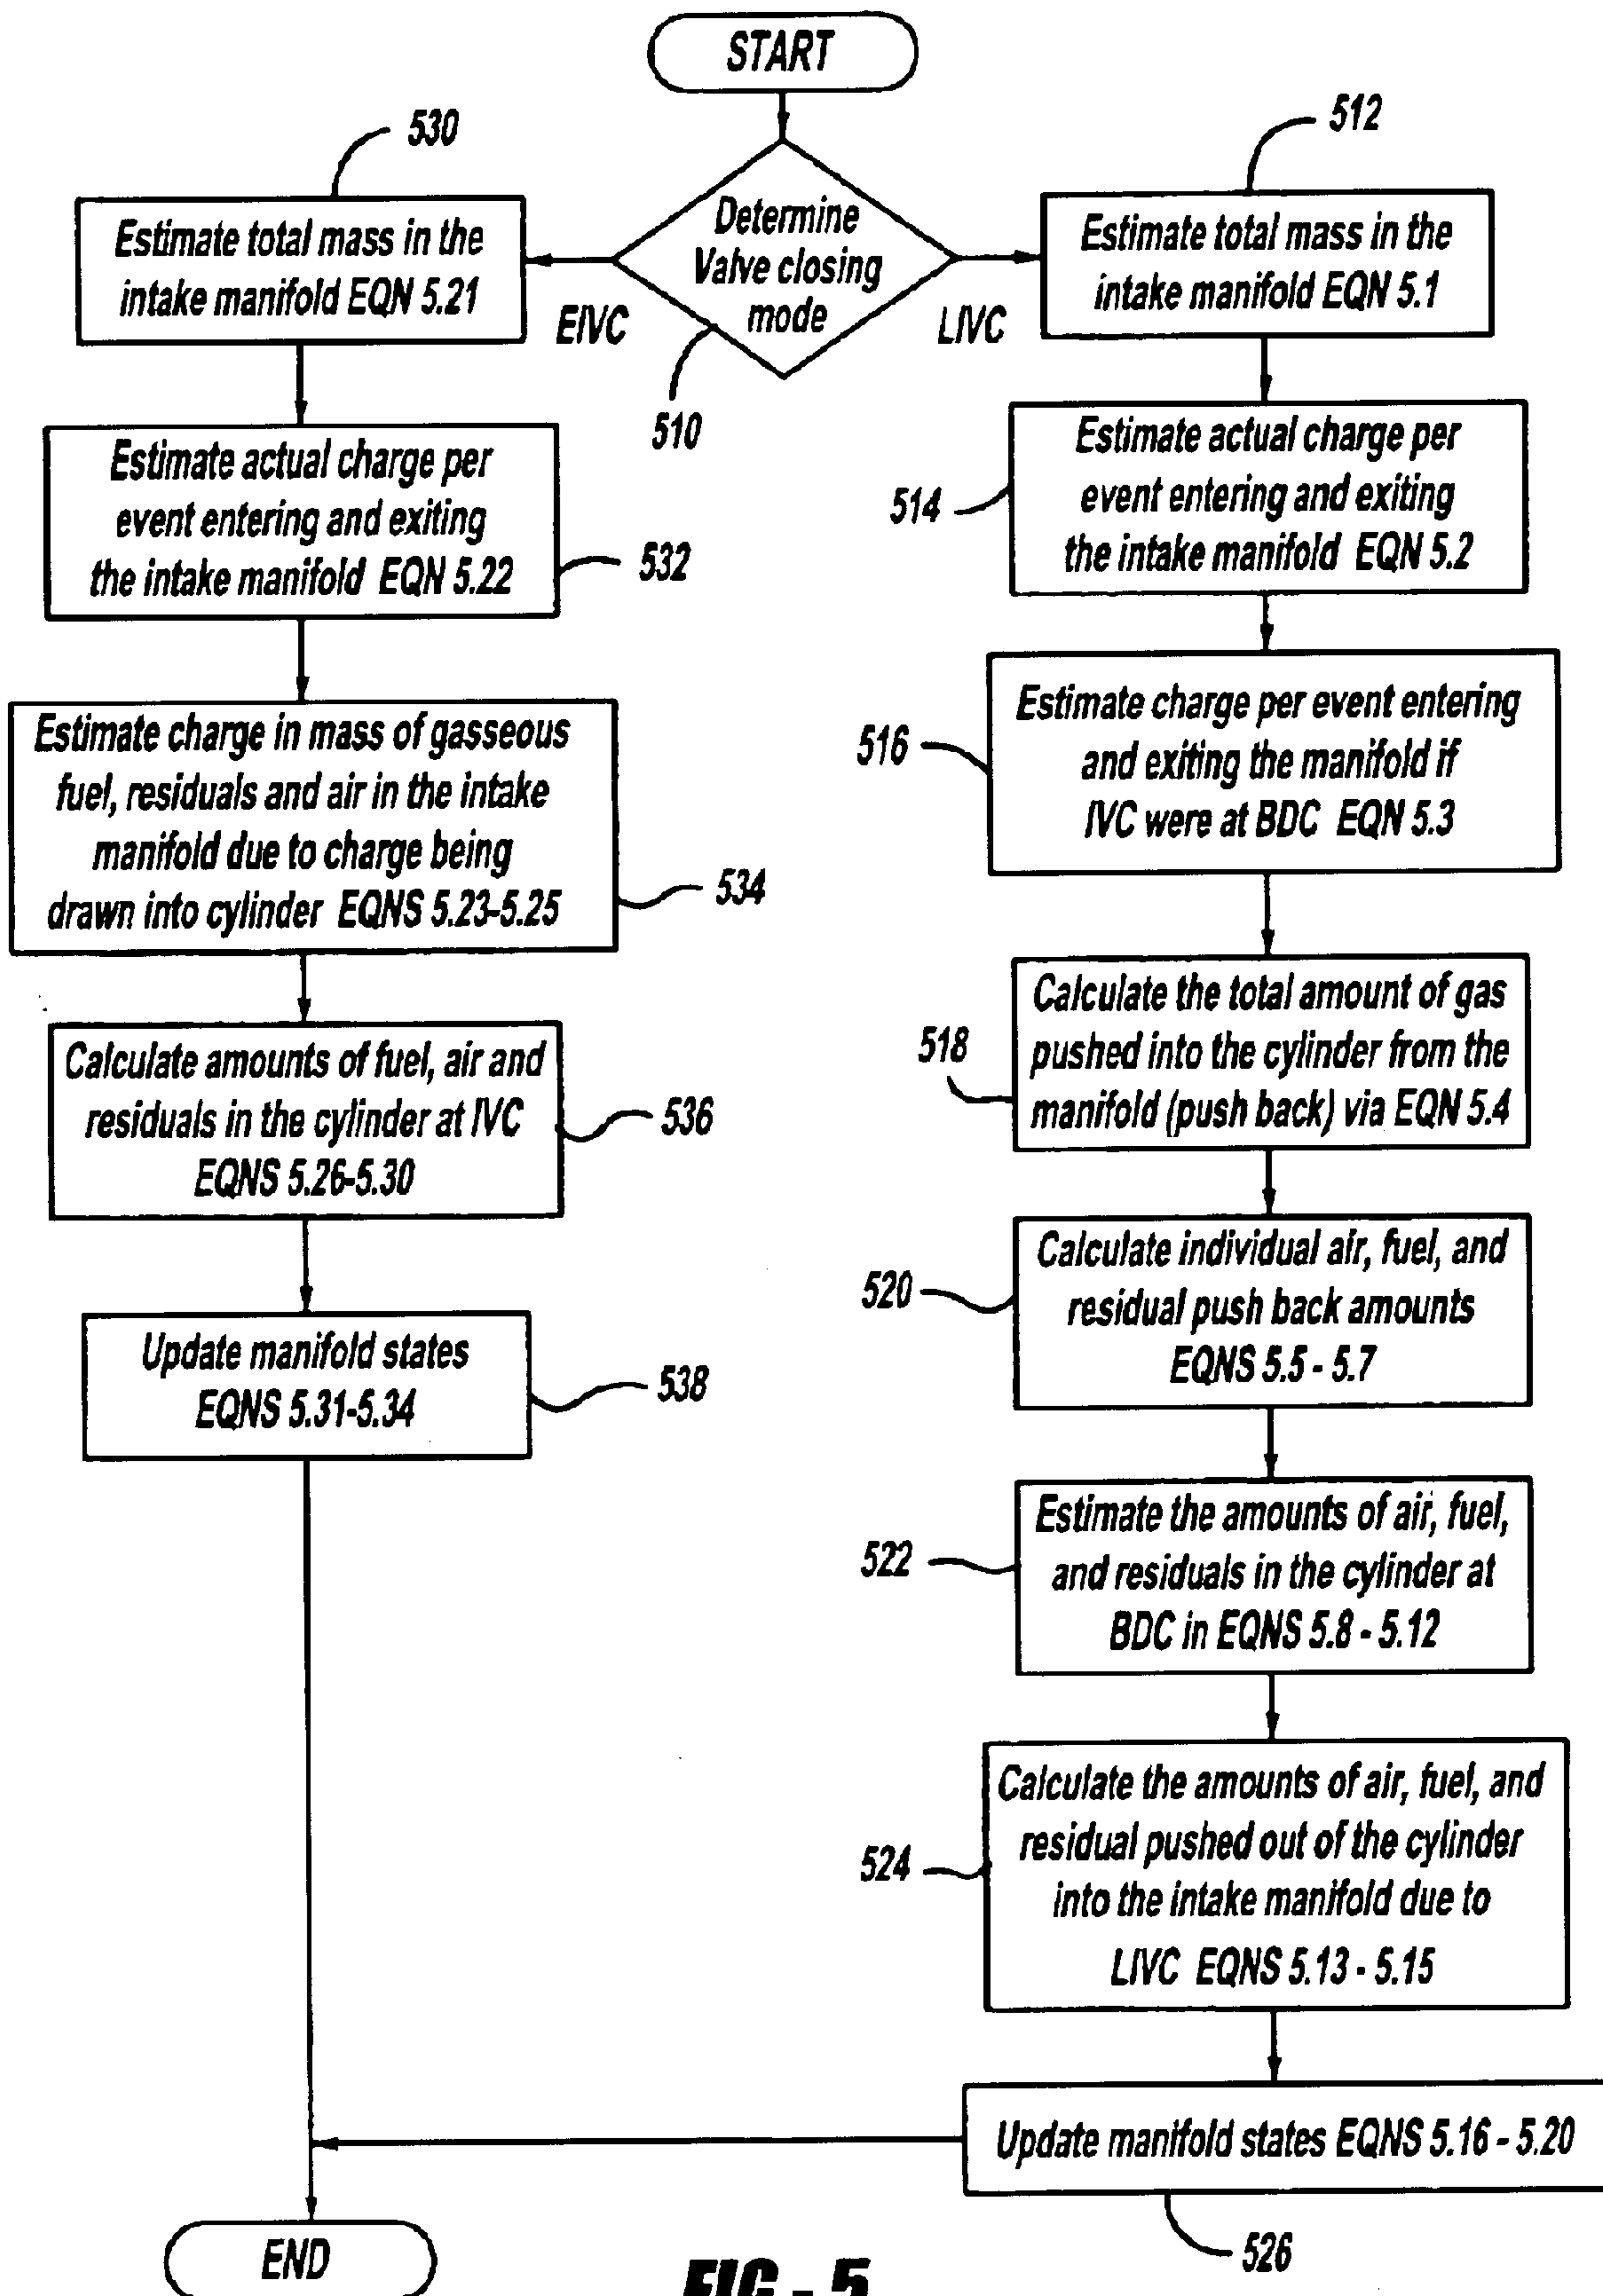 START
530
512
Determine
Valve closing
mode
Estimate total mass in the
intake manifold EQN 5.21
Estimate total mass in the
intake manifold EQN 5.1
EIVC
LIVC
510
Estimate actual charge per
event entering and exiting
the intake manifold EQN 5.22
532
514
Estimate actual charge per
event entering and exiting
the intake manifold EQN 5.2
Estimate charge in mass of gasseous
fuel, residuals and air in the intake
manifold due to charge being
drawn into cylinder EQNS 5.23-5.25
534
516
Estimate charge per event entering
and exiting the manifold if
IVC were at BDC EQN 5.3
Calculate amounts of fuel, air and
residuals in the cylinder at IVC
EQNS 5.26-5.30
536
518
Calculate the total amount of gas
pushed into the cylinder from the
manifold (push back) via EQN 5.4
Update manifold states
EQNS 5.31-5.34
538
520
Calculate individual air, fuel, and
residual push back amounts
EQNS 5.5 - 5.7
522
Estimate the amounts of air, fuel,
and residuals in the cylinder at
BDC in EQNS 5.8 - 5.12
524
Calculate the amounts of air, fuel, and
residual pushed out of the cylinder
into the intake manifold due to
LIVC EQNS 5.13 - 5.15
Update manifold states EQNS 5.16 - 5.20
526
END
FIG - 5